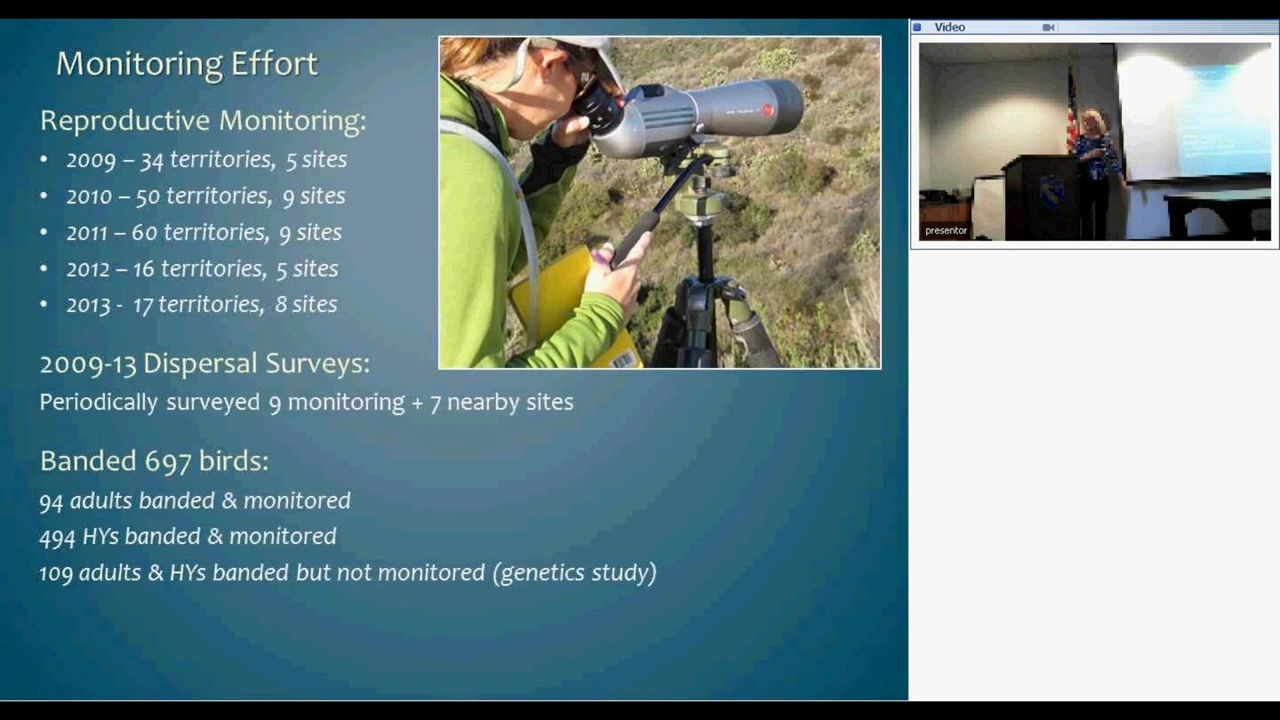 Monitoring Effort
Reproductive Monitoring:
• 2009 – 34 territories, 5 sites
• 2010 – 50 territories, 9 sites
• 2011 – 60 territories, 9 sites
• 2012 – 16 territories, 5 sites
• 2013 - 17 territories, 8 sites
2009-13 Dispersal Surveys:
Periodically surveyed 9 monitoring + 7 nearby sites
Banded 697 birds:
94 adults banded & monitored
494 HYs banded & monitored
109 adults & HYs banded but not monitored (genetics study)
Video
presentor